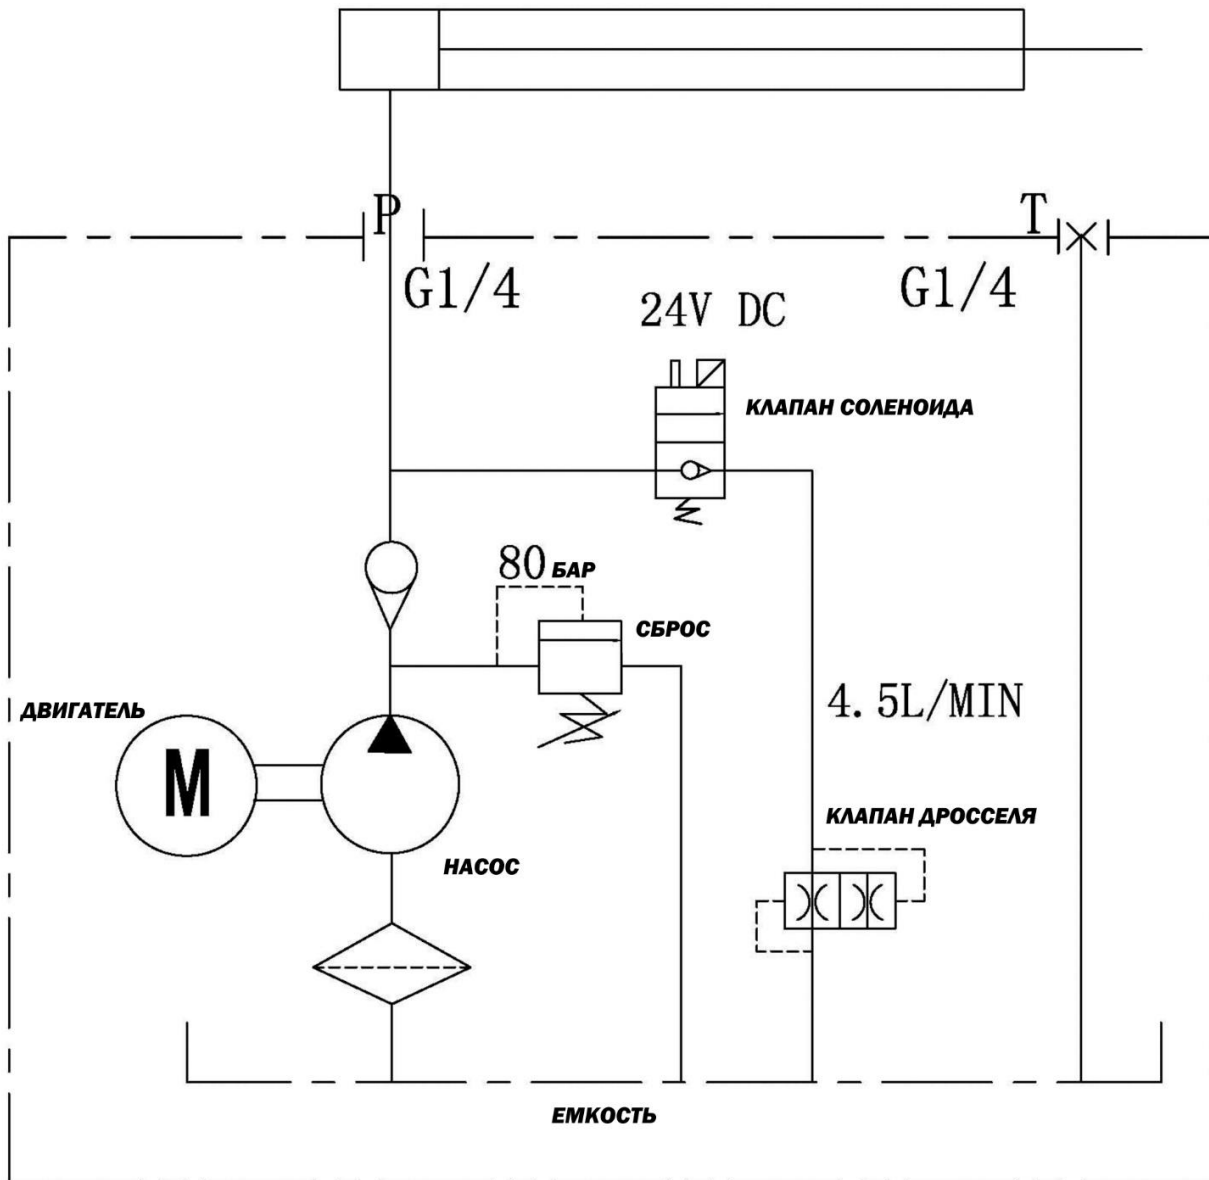 P
T
G1/4
G1/4
24V DC
КЛАПАН СОЛЕНОИДА
80 БАР
СБРОС
4.5L/MIN
ДВИГАТЕЛЬ
M
КЛАПАН ДРОССЕЛЯ
НАСОС
ЕМКОСТЬ